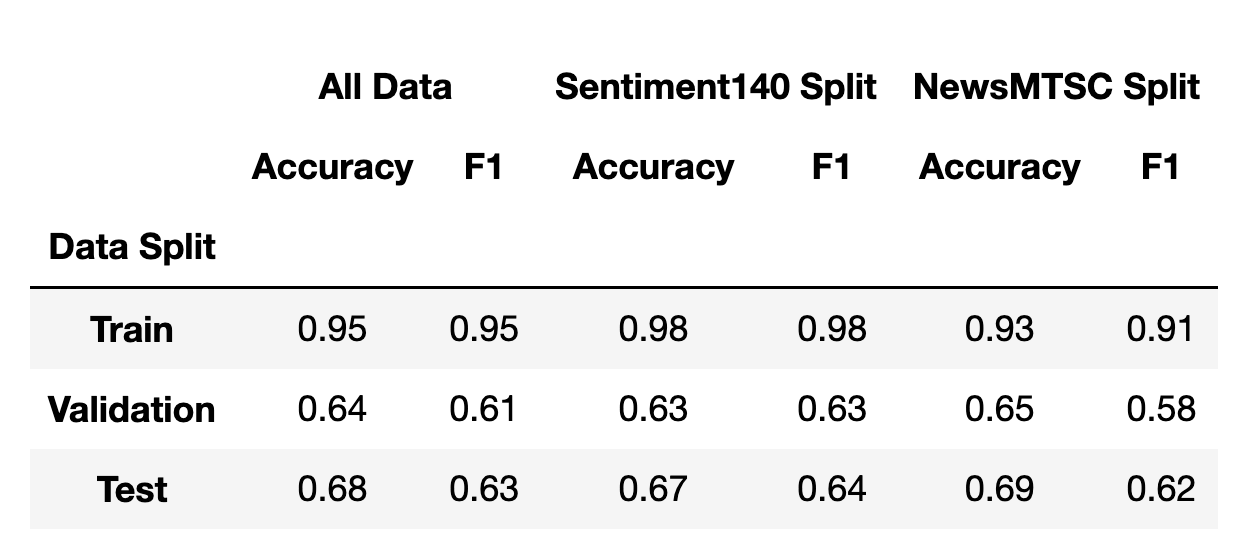 All Data Sentiment140 Split NewsMTSC Split
Accuracy F1 Accuracy F1 Accuracy F1
Data Split
Train 0.95 0.95 0.98 0.98 0.93 0.91
Validation 0.64 0.61 0.63 0.63 0.65 0.58
Test 0.68 0.63 0.67 0.64 0.69 0.62